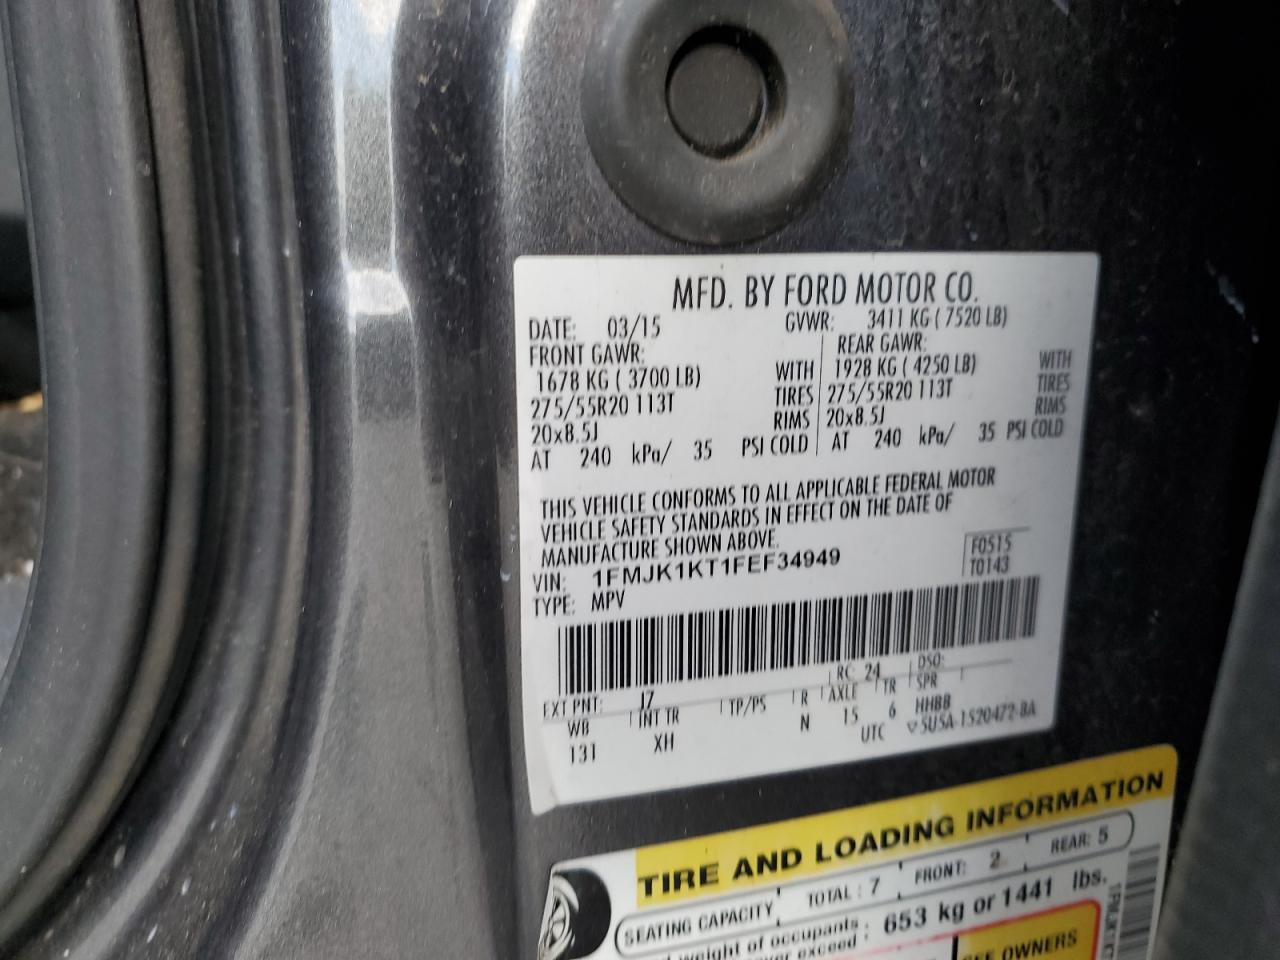 MFD. BY FORD MOTOR CO.
DATE: 03/15 GVWR: 3411 KG ( 7520 LB)
FRONT GAWR: REAR GAWR:
1678 KG ( 3700 LB) WITH 1928 KG ( 4250 LB) WITH
275/55R20 113T TIRES 275/55R20 113T TIRES
20x8.5J RIMS 20x8.5J RIMS
AT 240 kPa/ 35 PSI COLD AT 240 kPa/ 35 PSI COLD
THIS VEHICLE CONFORMS TO ALL APPLICABLE FEDERAL MOTOR
VEHICLE SAFETY STANDARDS IN EFFECT ON THE DATE OF
MANUFACTURE SHOWN ABOVE.
VIN: 1FMJK1KT1FEF34949 F0515
TYPE: MPV T0143
EXT PNT: J7 RC: 24 DSO:
WB INT TR TP/PS R AXLE TR SPR
131 XH N 15 6 HHBB
UTC 5U5A-1520472-BA
TIRE AND LOADING INFORMATION
SEATING CAPACITY TOTAL : 7 FRONT: 2 REAR: 5
weight of occupants
exceed : 653 kg or 1441 lbs.
OWNERS